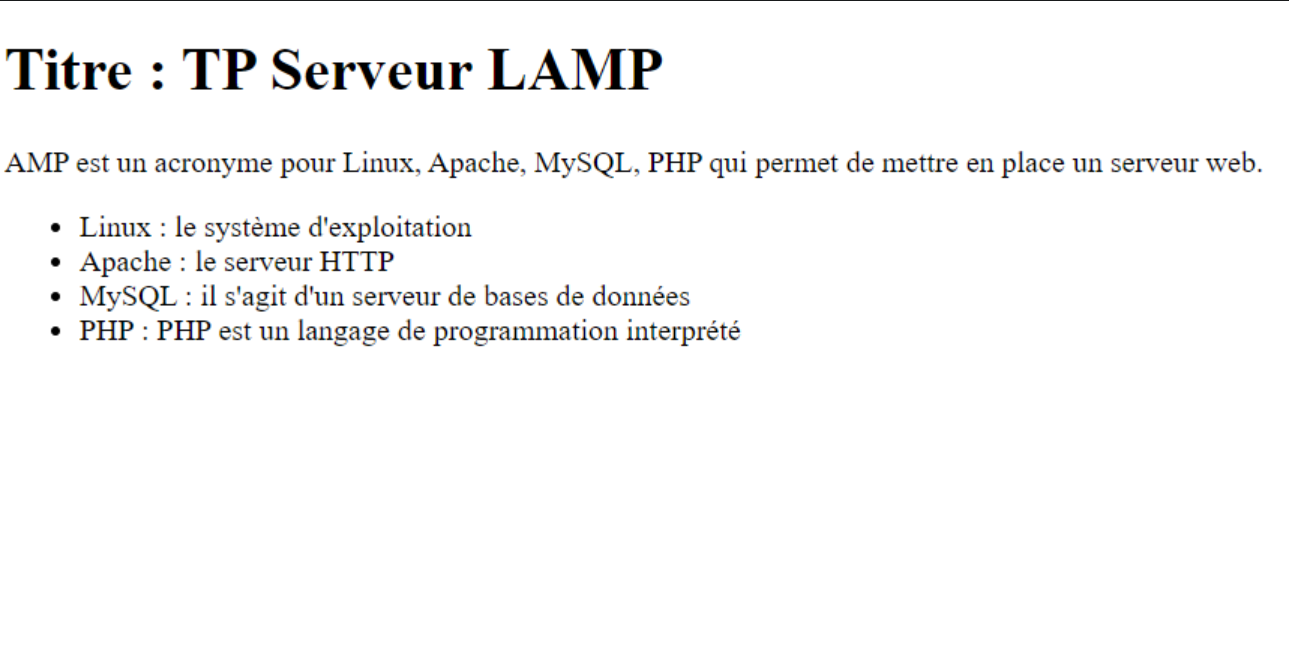 Titre : TP Serveur LAMP
AMP est un acronyme pour Linux, Apache, MySQL, PHP qui permet de mettre en place un serveur web.
• Linux : le système d'exploitation
• Apache : le serveur HTTP
• MySQL : il s'agit d'un serveur de bases de données
• PHP : PHP est un langage de programmation interprété